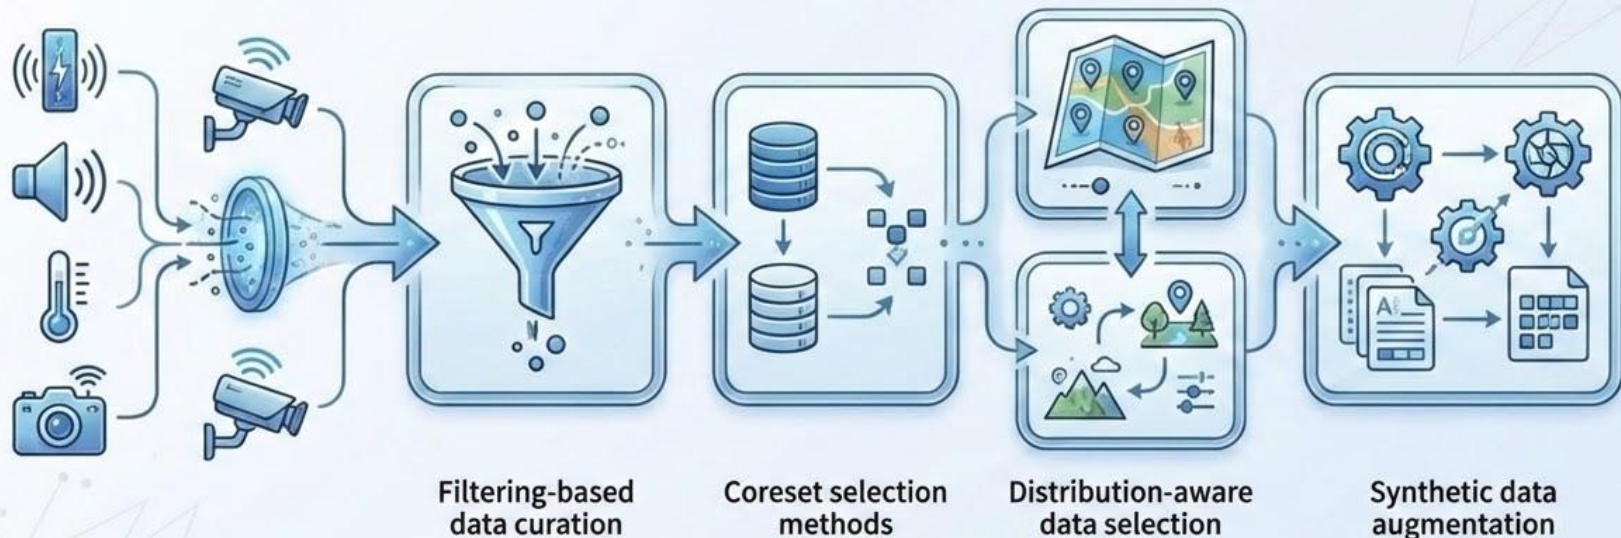 Filtering-based
data curation
Coreset selection
methods
Distribution-aware
data selection
Synthetic data
augmentation